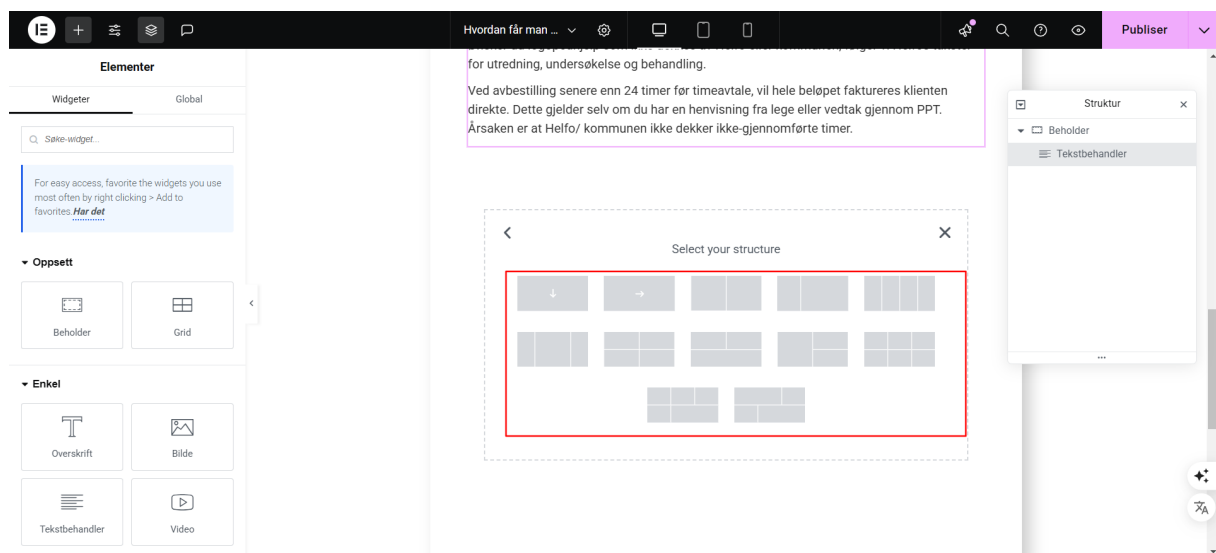 Hvordan får man ...
Publiser
Elementer
Widgeter
Global
Søke-widget...
For easy access, favorite the widgets you use
most often by right clicking > Add to
favorites.Har det
Oppsett
Beholder
Grid
Enkel
Overskrift
Bilde
Tekstbehandler
Video
for utredning, undersøkelse og behandling.
Ved avbestilling senere enn 24 timer før timeavtale, vil hele beløpet faktureres klienten
direkte. Dette gjelder selv om du har en henvisning fra lege eller vedtak gjennom PPT.
Årsaken er at Helfo/ kommunen ikke dekker ikke-gjennomførte timer.
Select your structure
Struktur
Beholder
Tekstbehandler